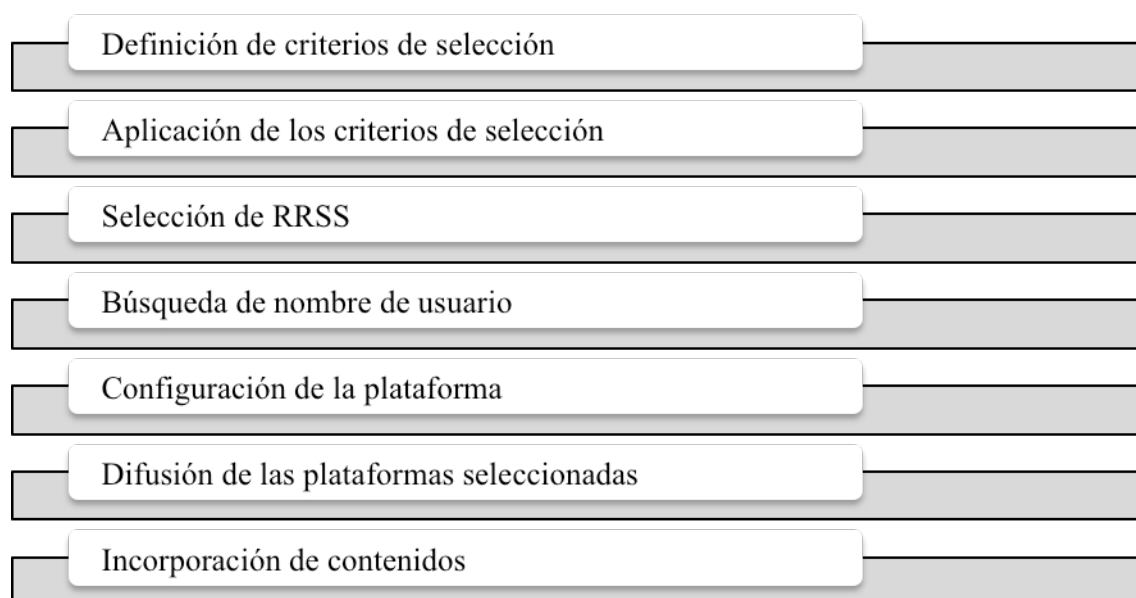 Definición de criterios de selección
Aplicación de los criterios de selección
Selección de RRSS
Búsqueda de nombre de usuario
Configuración de la plataforma
Difusión de las plataformas seleccionadas
Incorporación de contenidos